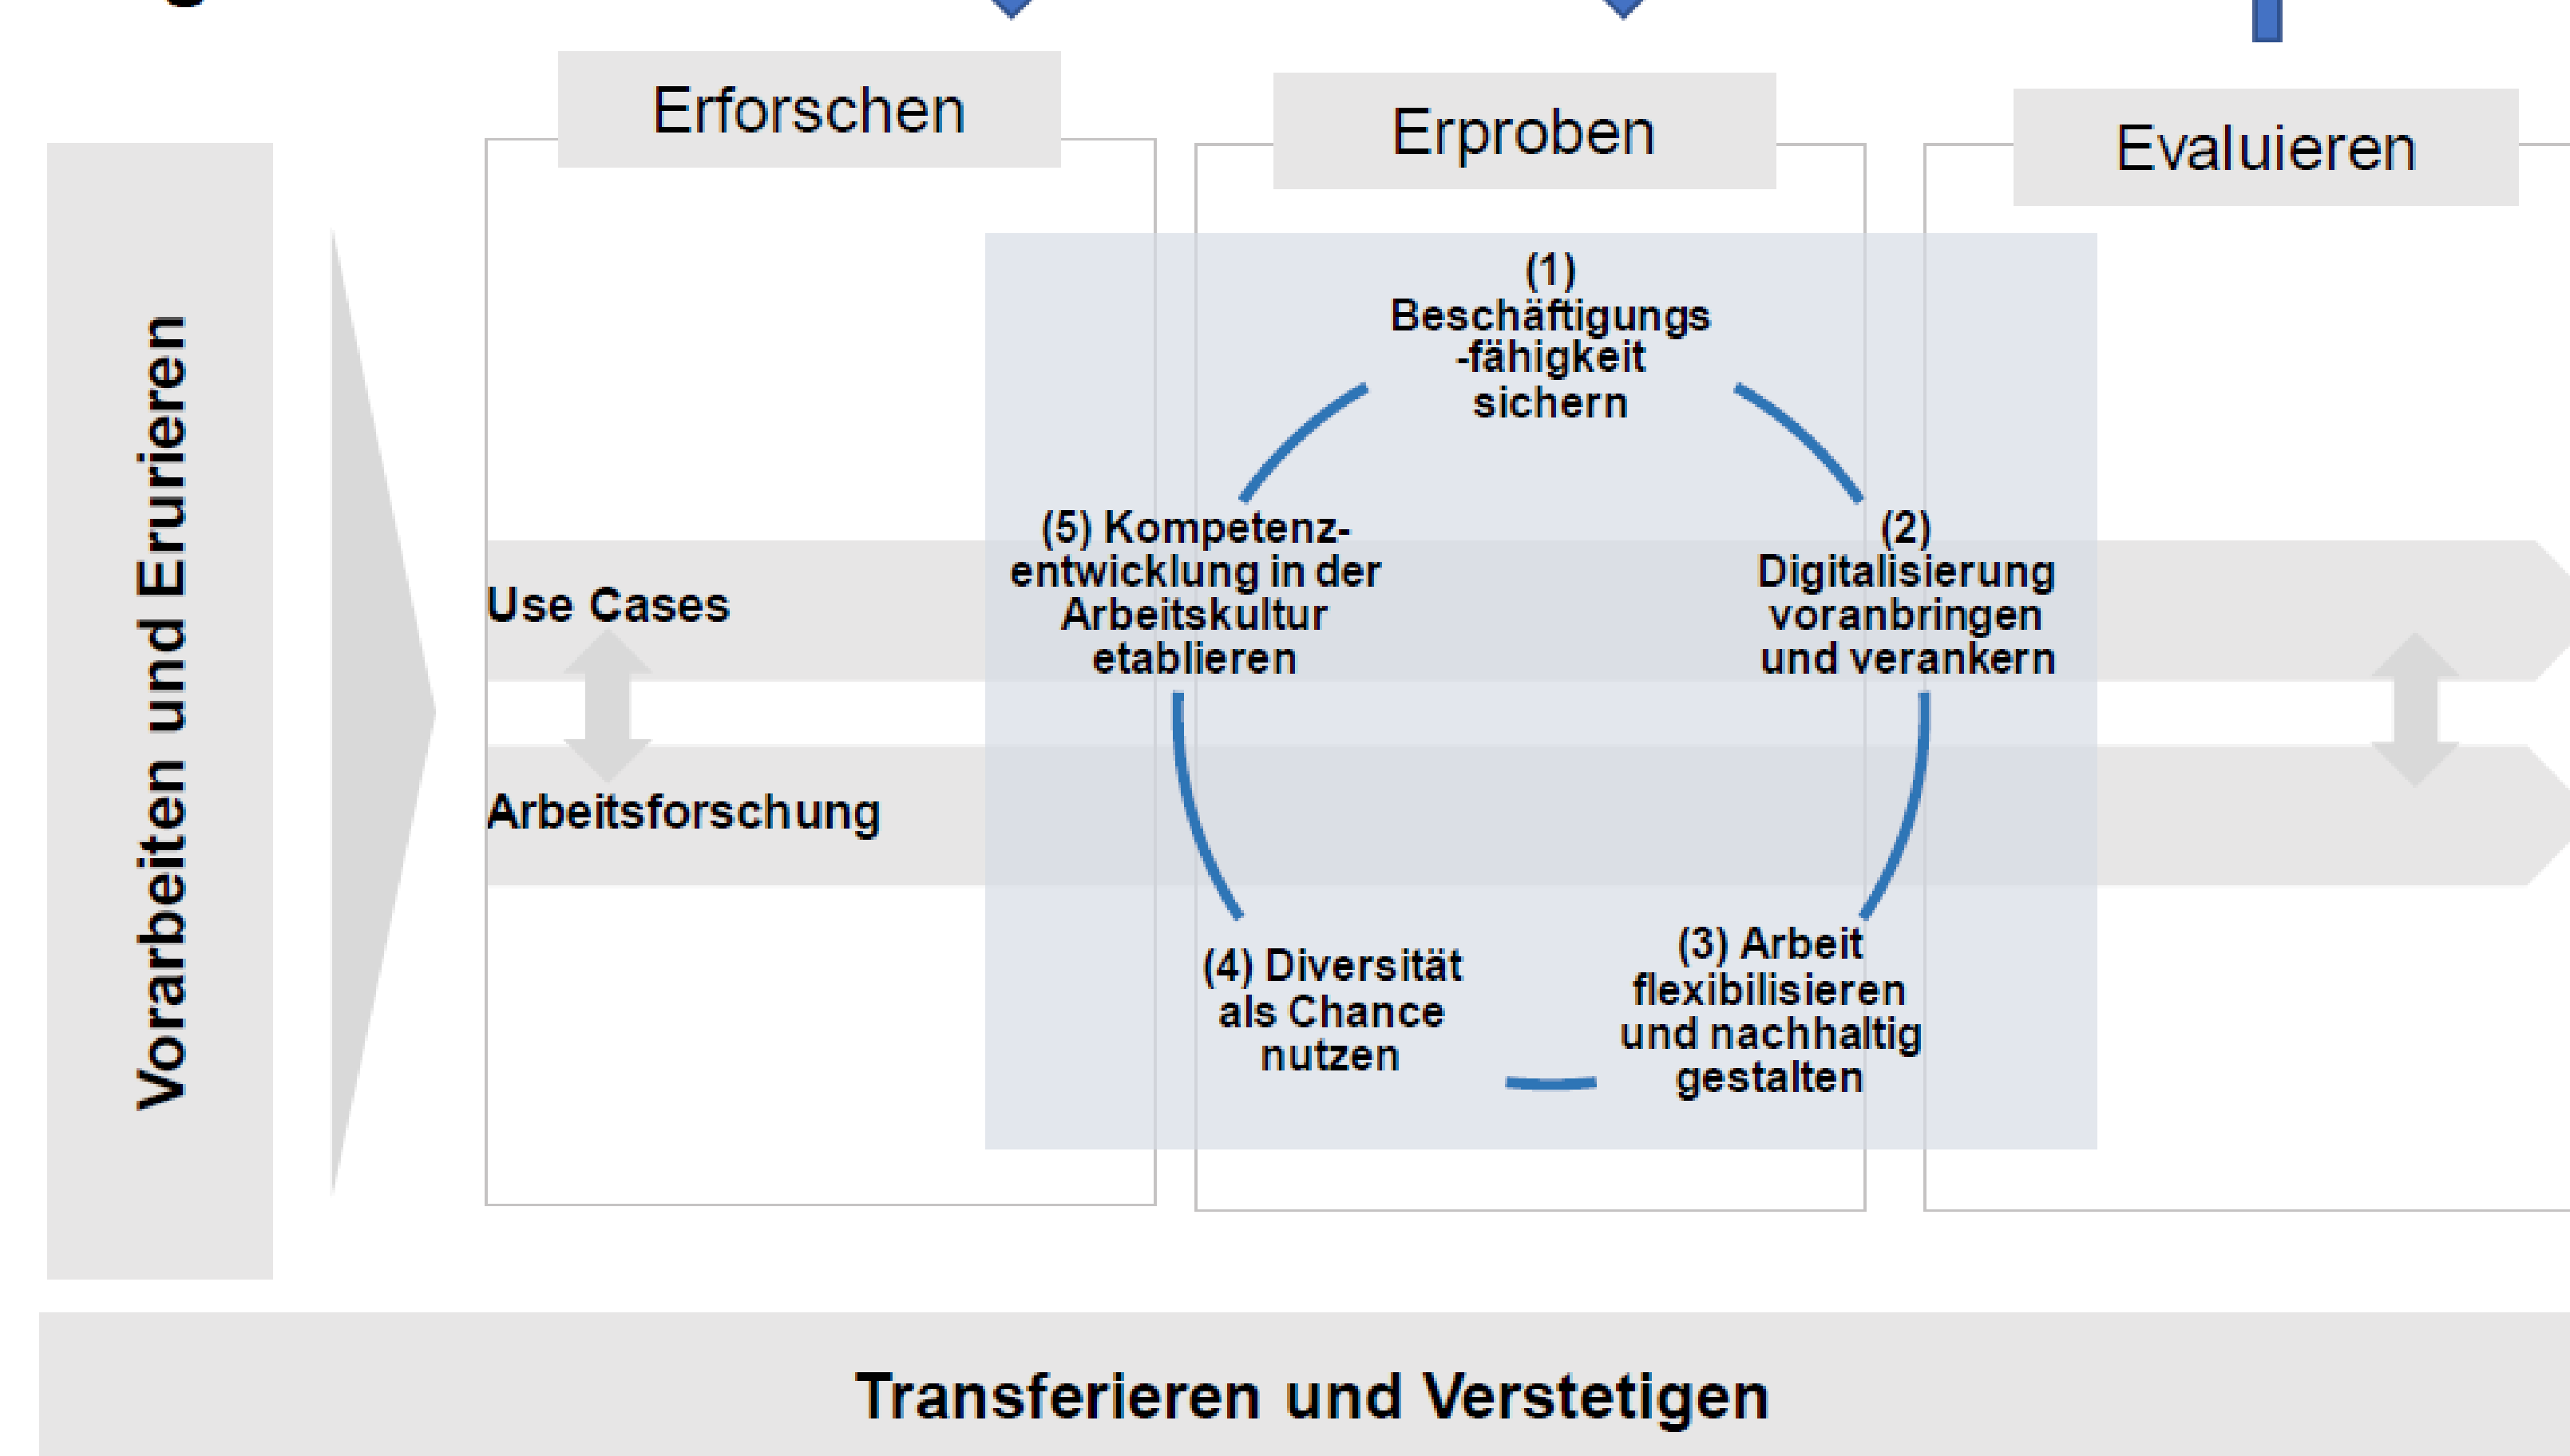 Erforschen
Erproben
Evaluieren
Vorarbeiten und Erurieren
(1)
Beschäftigungs
-fähigkeit
sichern
(2)
Digitalisierung
voranbringen
und verankern
(3) Arbeit
flexibilisieren
und nachhaltig
gestalten
(4) Diversität
als Chance
nutzen
(5) Kompetenz-
entwicklung in der
Arbeitskultur
etablieren
Use Cases
Arbeitsforschung
Transferieren und Verstetigen